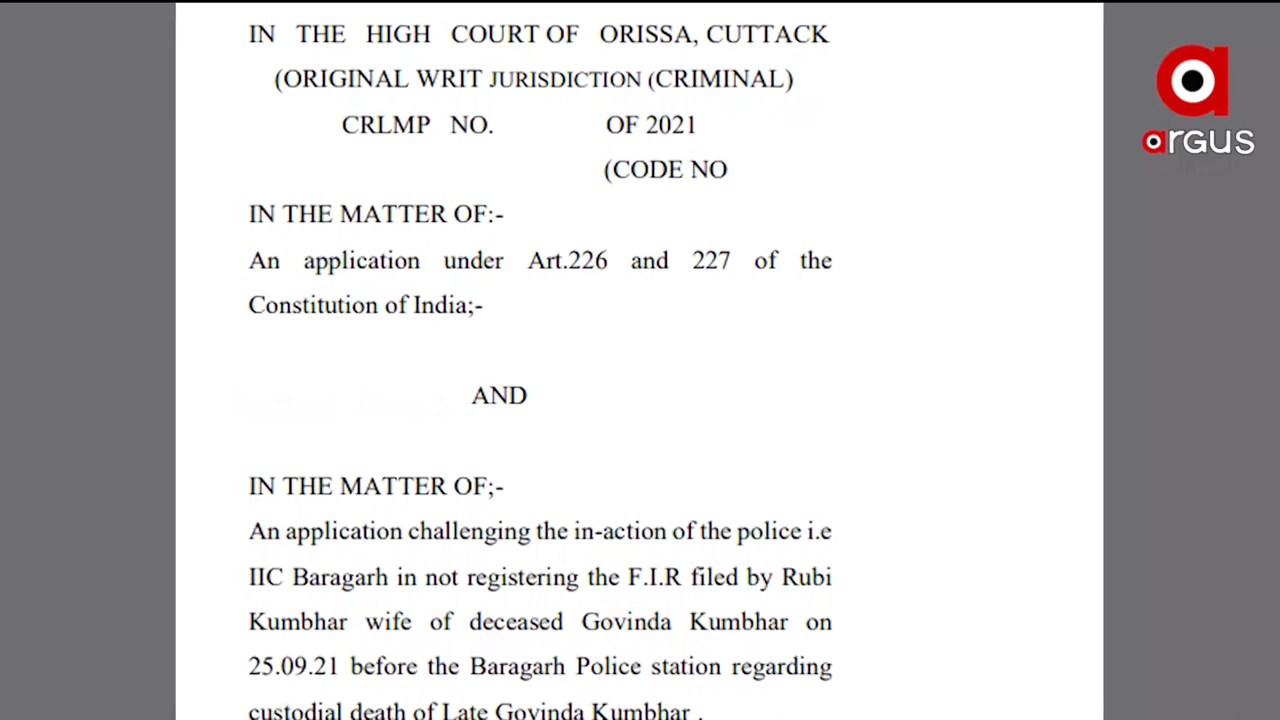 IN THE HIGH COURT OF ORISSA, CUTTACK
(ORIGINAL WRIT JURISDICTION (CRIMINAL)
CRLMP NO. OF 2021
(CODE NO
IN THE MATTER OF:-
An application under Art.226 and 227 of the
Constitution of India;-
AND
IN THE MATTER OF;-
An application challenging the in-action of the police i.e
IIC Baragarh in not registering the F.I.R filed by Rubi
Kumbhar wife of deceased Govinda Kumbhar on
25.09.21 before the Baragarh Police station regarding
custodial death of Late Govinda Kumbhar .
a
argus